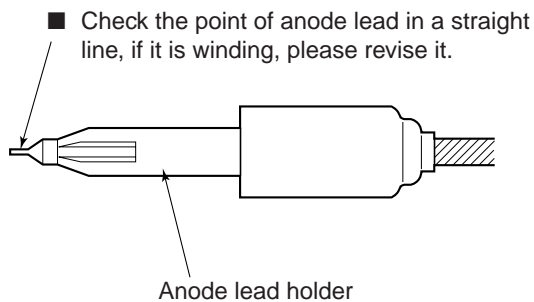 ■ Check the point of anode lead in a straight
line, if it is winding, please revise it.
Anode lead holder